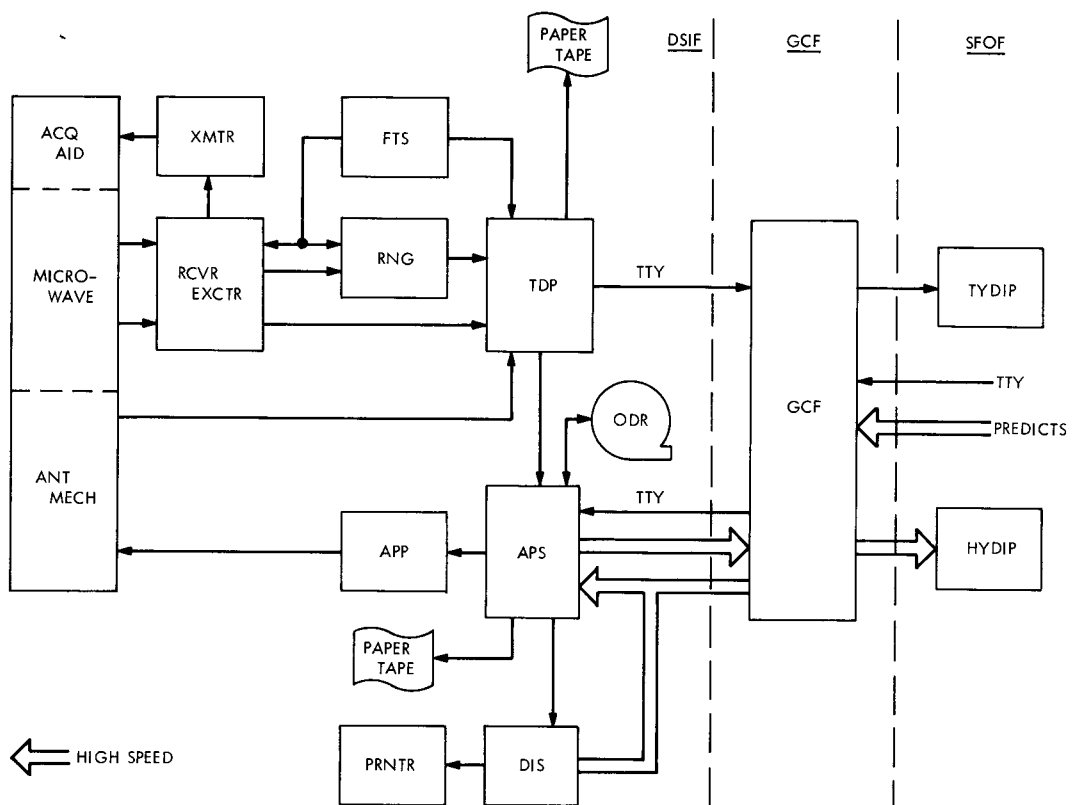 PAPER
TAPE
DSIF
GCF
SFOF
ACQ
AID
XMTR
FTS
MICRO-
WAVE
RCVR
EXCTR
RNG
TDP
TTY
TYDIP
GCF
TTY
PREDICTS
ODR
ANT
MECH
APP
APS
TTY
HYDIP
PAPER
TAPE
PRNTR
DIS
HIGH SPEED